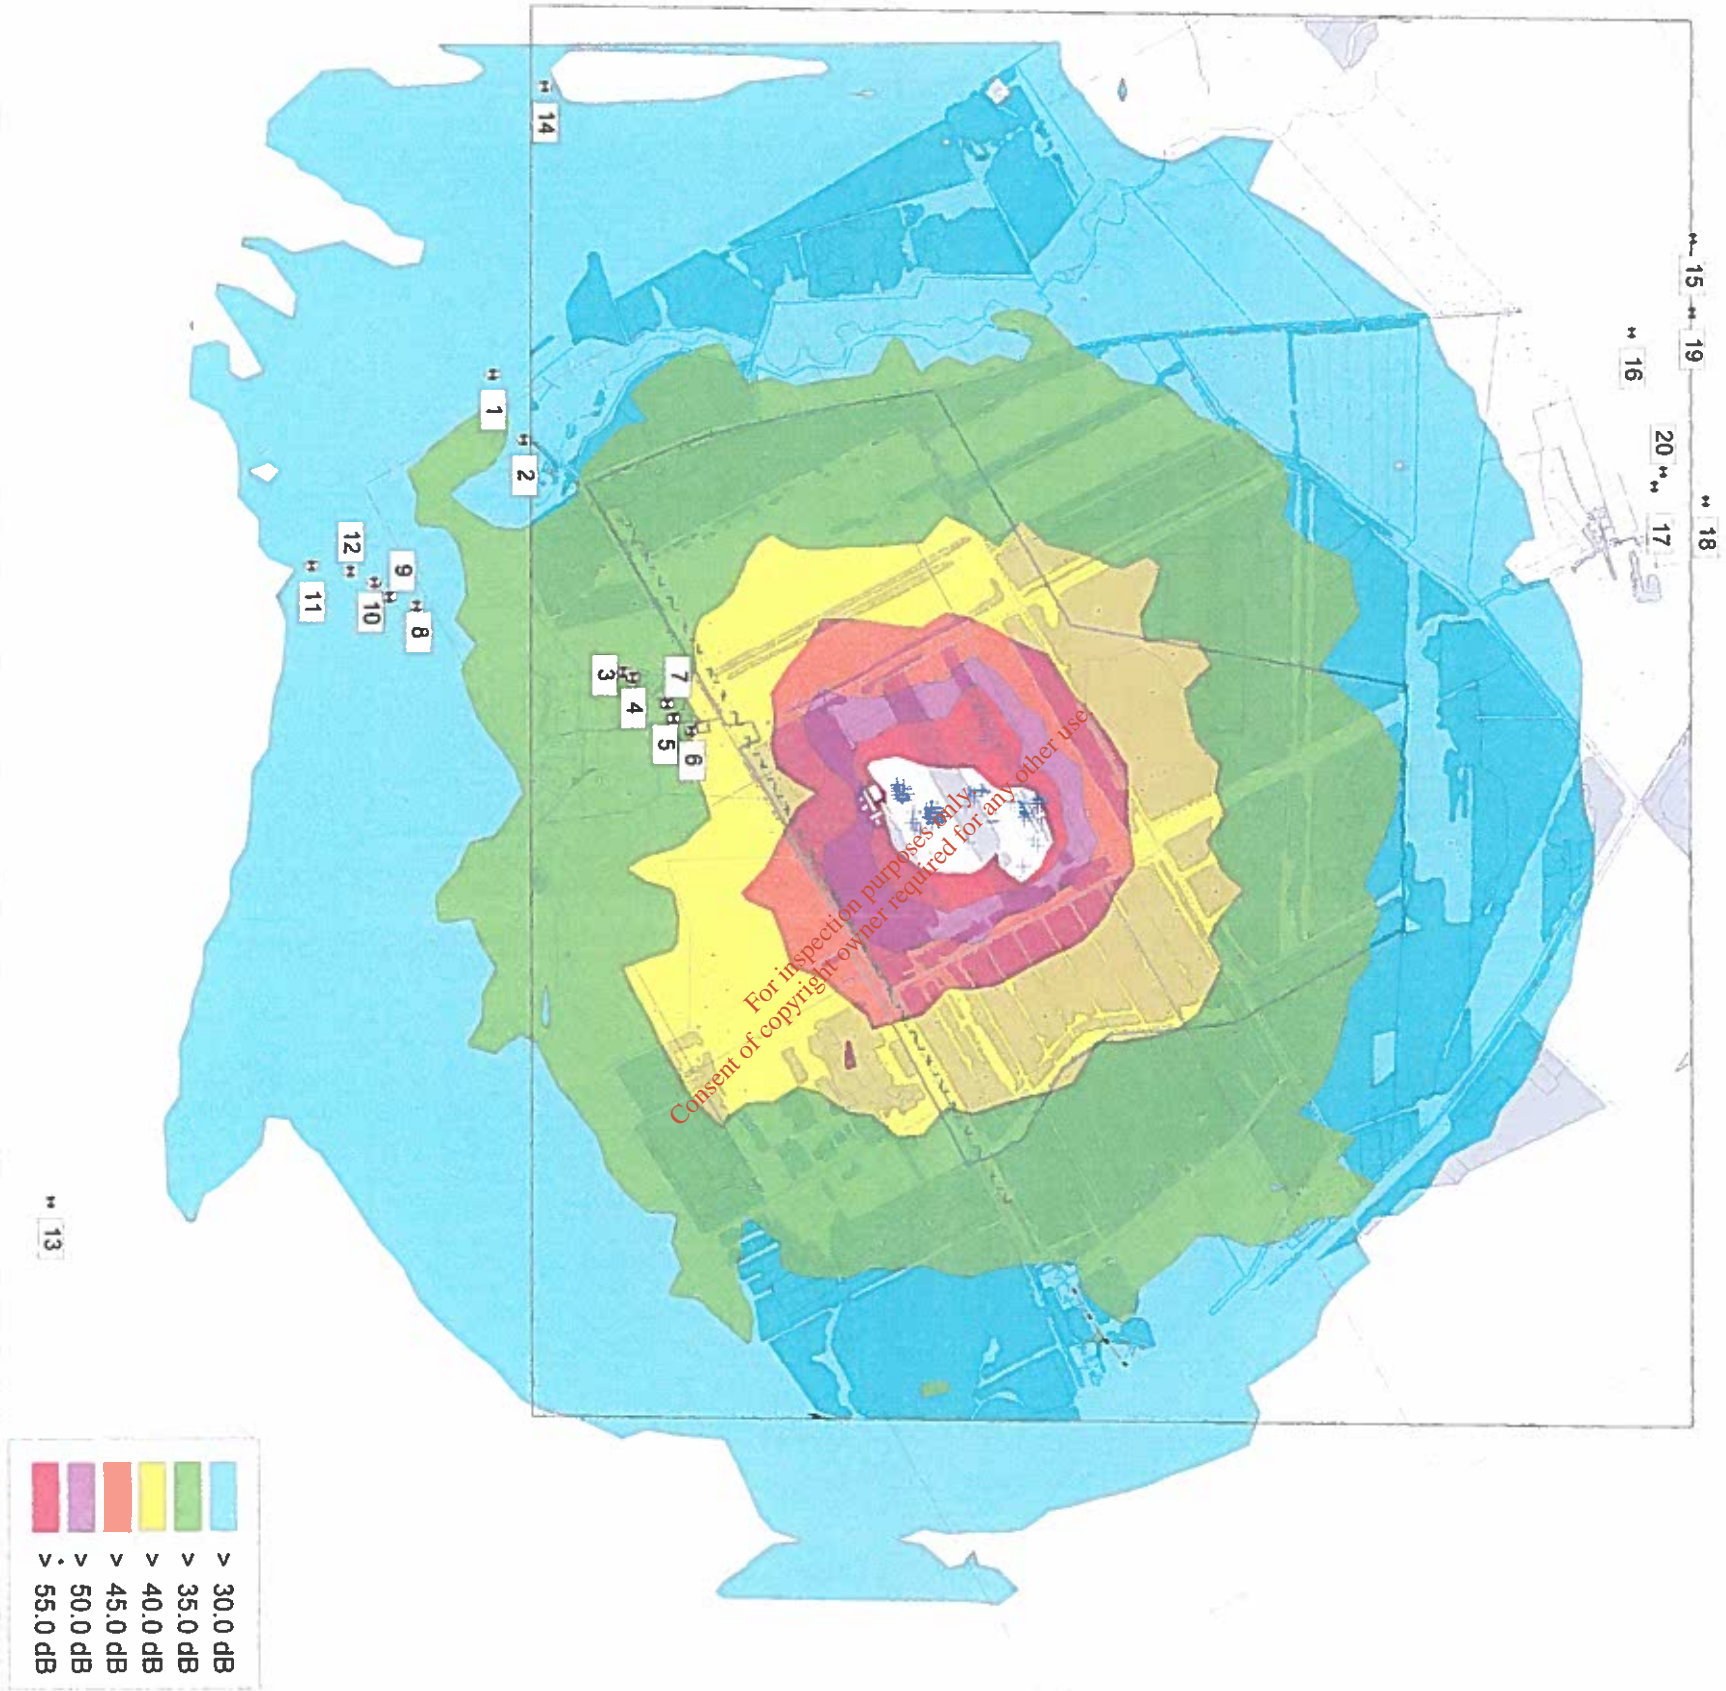 14
15
19
16
20
17
18
1
2
12
9
11
10
8
3
7
4
5
6
13
For inspection purposes only.
Consent of copyright owner required for any other use.
> 30.0 dB
> 35.0 dB
> 40.0 dB
> 45.0 dB
> 50.0 dB
> 55.0 dB